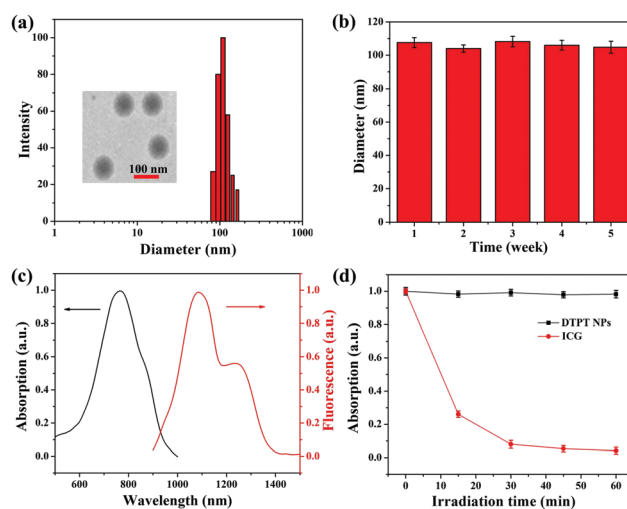 (a)
100
80
60
40
20
0
Intensity
100 nm
1 10 100 1000
Diameter (nm)
(b)
120
100
80
60
40
20
0
Diameter (nm)
1 2 3 4 5
Time (week)
(c)
1.0
0.8
0.6
0.4
0.2
0.0
Absorption (a.u.)
1.0
0.8
0.6
0.4
0.2
0.0
Fluorescence (a.u.)
600 800 1000 1200 1400
Wavelength (nm)
(d)
1.0
0.8
0.6
0.4
0.2
0.0
Absorption (a.u.)
DTPT NPs
ICG
0 10 20 30 40 50 60
Irradiation time (min)